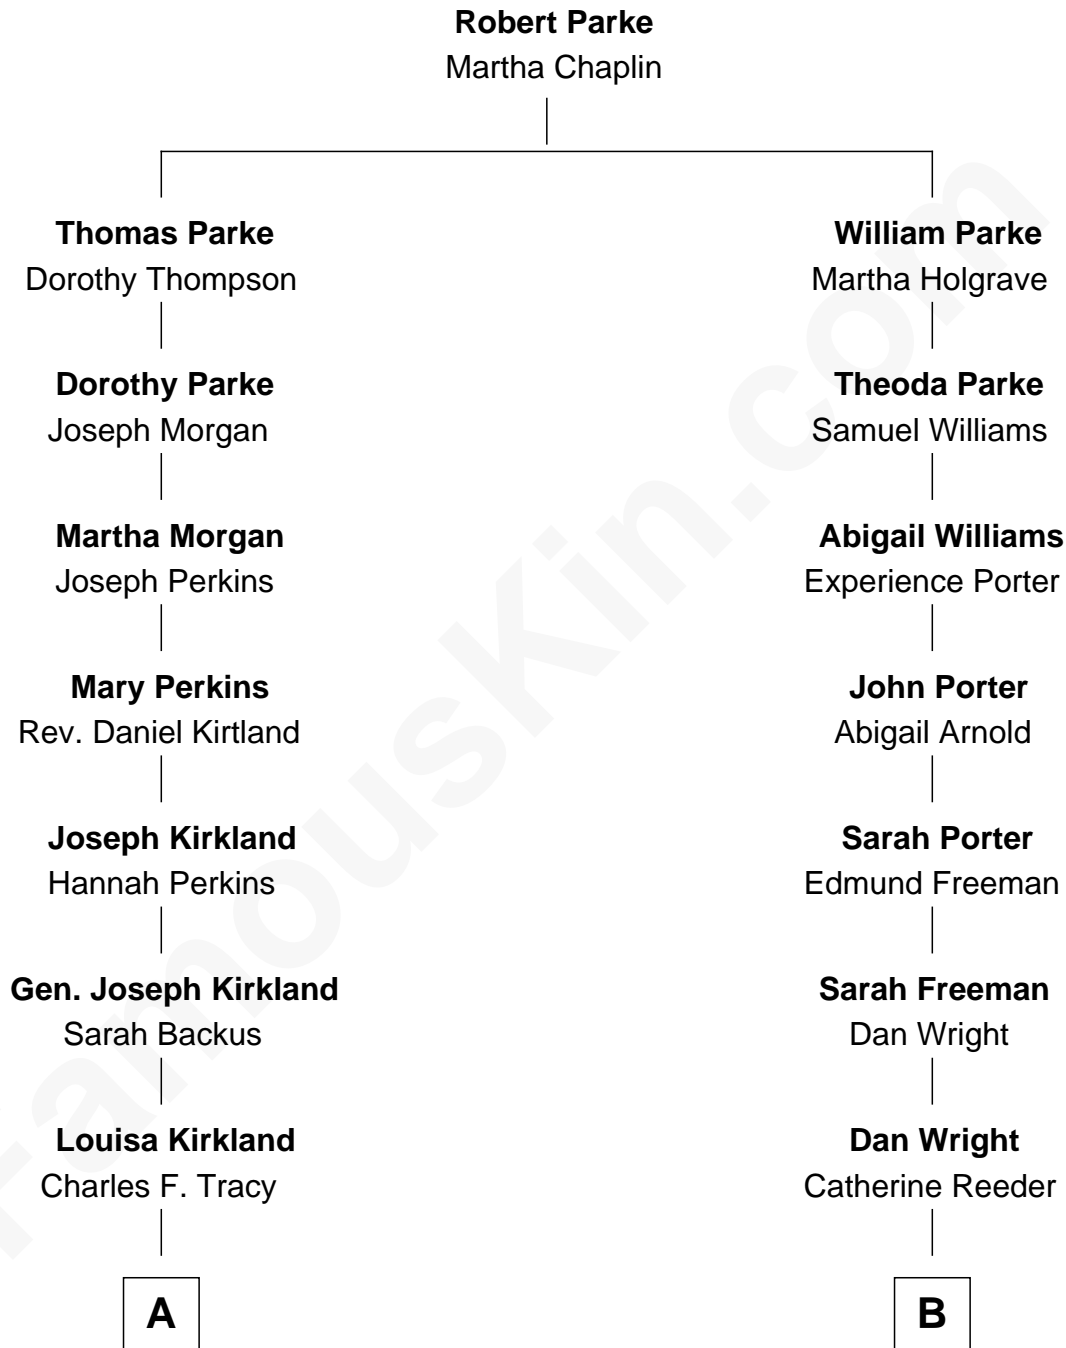 Robert Parke
Martha Chaplin
Thomas Parke
Dorothy Thompson
William Parke
Martha Holgrave
Dorothy Parke
Joseph Morgan
Theoda Parke
Samuel Williams
Martha Morgan
Joseph Perkins
Abigail Williams
Experience Porter
Mary Perkins
Rev. Daniel Kirtland
John Porter
Abigail Arnold
Joseph Kirkland
Hannah Perkins
Sarah Porter
Edmund Freeman
Gen. Joseph Kirkland
Sarah Backus
Sarah Freeman
Dan Wright
Louisa Kirkland
Charles F. Tracy
Dan Wright
Catherine Reeder
A
B
FamousKin.com